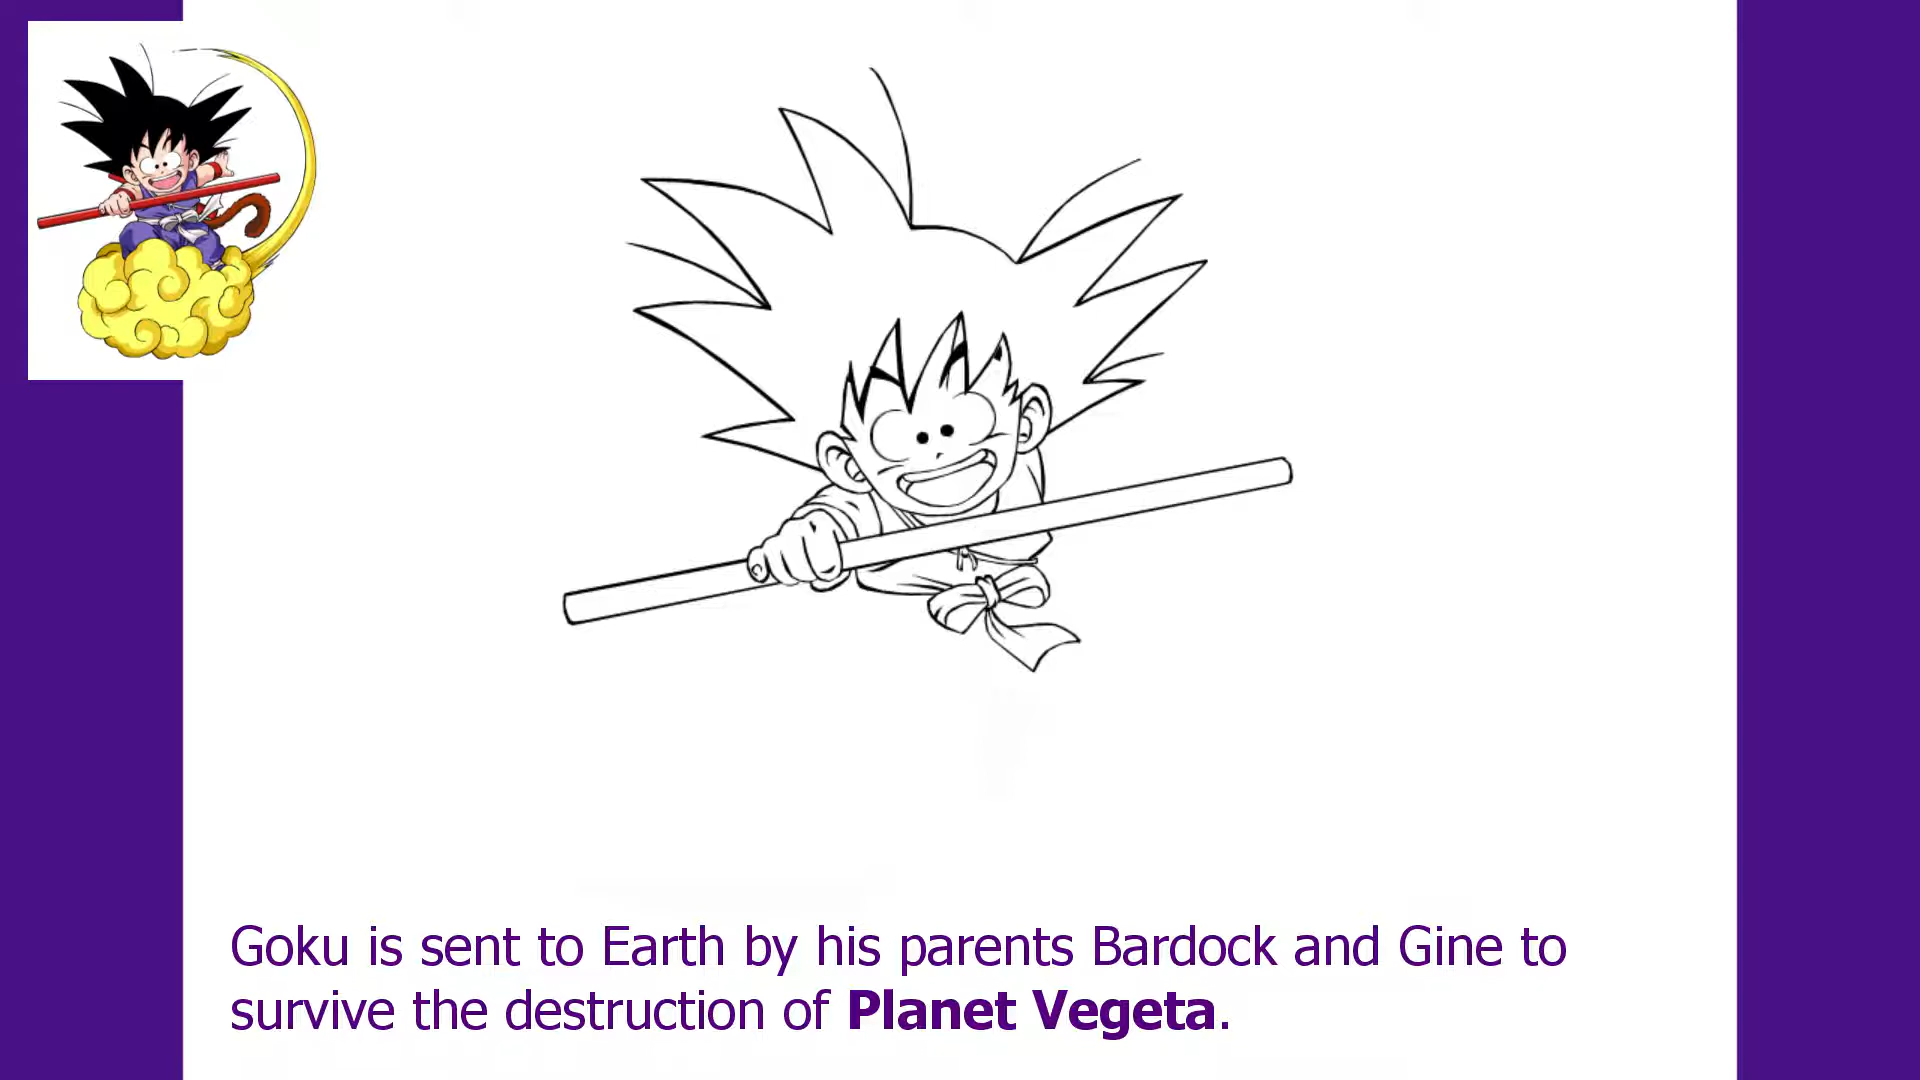 Goku is sent to Earth by his parents Bardock and Gine to
survive the destruction of Planet Vegeta.